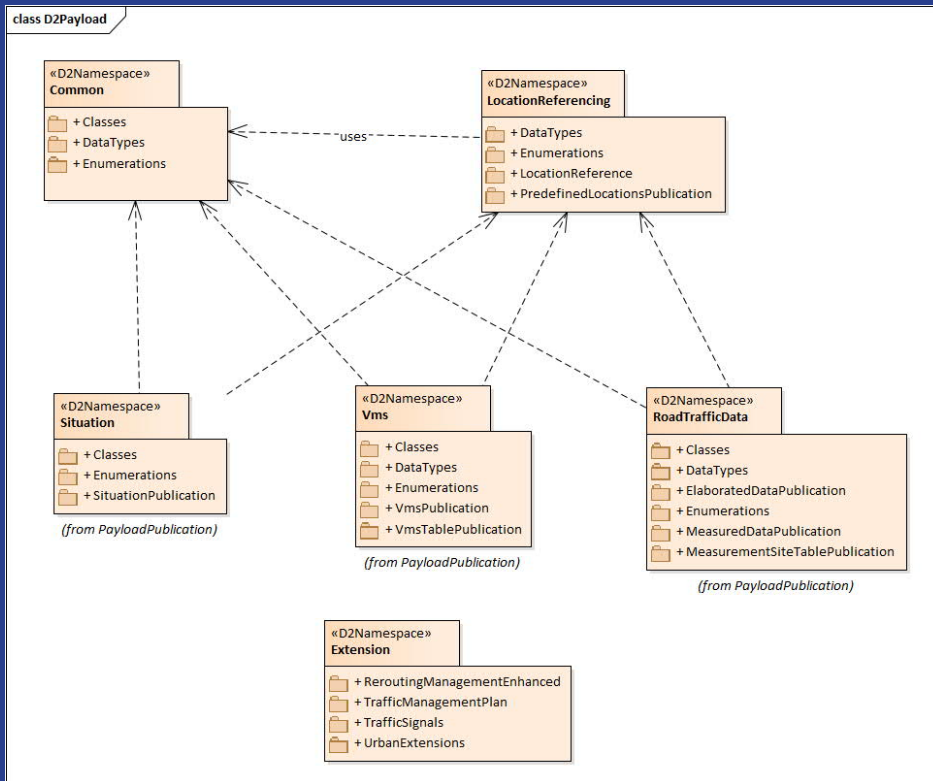 class D2Payload
«D2Namespace»
Common
+ Classes
+ DataTypes
+ Enumerations
«D2Namespace»
LocationReferencing
+ DataTypes
+ Enumerations
+ LocationReference
+ PredefinedLocationsPublication
uses
«D2Namespace»
Situation
+ Classes
+ Enumerations
+ SituationPublication
(from PayloadPublication)
«D2Namespace»
Vms
+ Classes
+ DataTypes
+ Enumerations
+ VmsPublication
+ VmsTablePublication
(from PayloadPublication)
«D2Namespace»
RoadTrafficData
+ Classes
+ DataTypes
+ ElaboratedDataPublication
+ Enumerations
+ MeasuredDataPublication
+ MeasurementSiteTablePublication
(from PayloadPublication)
«D2Namespace»
Extension
+ ReroutingManagementEnhanced
+ TrafficManagementPlan
+ TrafficSignals
+ UrbanExtensions